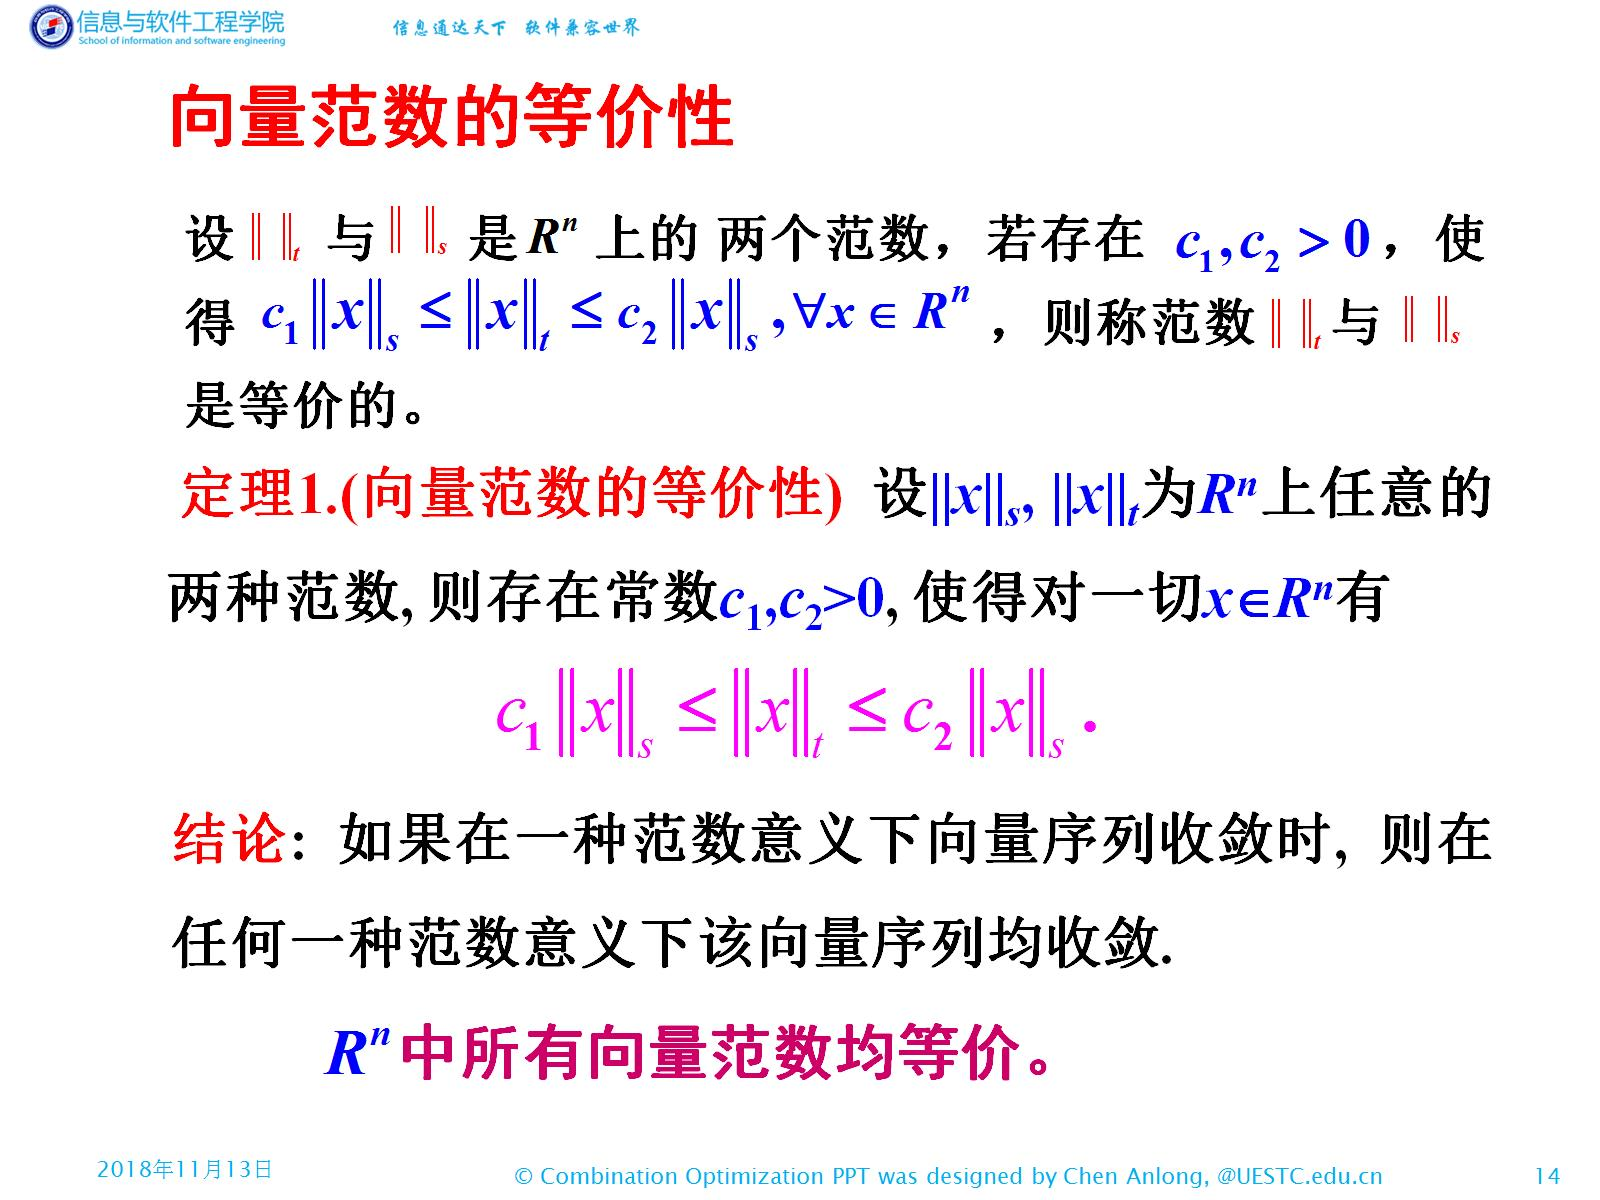 信息与软件工程学院
School of information and software engineering
信息通达天下 软件兼容世界
向量范数的等价性
设 ‖ ‖t 与 ‖ ‖s 是 Rⁿ 上的 两个范数，若存在 c₁,c₂ > 0，使
得 c₁‖x‖s ≤ ‖x‖t ≤ c₂‖x‖s ,∀x ∈ Rⁿ ，则称范数 ‖ ‖t 与 ‖ ‖s
是等价的。
定理1.(向量范数的等价性) 设||x||s, ||x||t为Rⁿ上任意的
两种范数, 则存在常数c₁,c₂>0, 使得对一切x∈Rⁿ有
c₁‖x‖s ≤ ‖x‖t ≤ c₂‖x‖s .
结论: 如果在一种范数意义下向量序列收敛时, 则在
任何一种范数意义下该向量序列均收敛.
Rⁿ中所有向量范数均等价。
2018年11月13日
© Combination Optimization PPT was designed by Chen Anlong, @UESTC.edu.cn
14